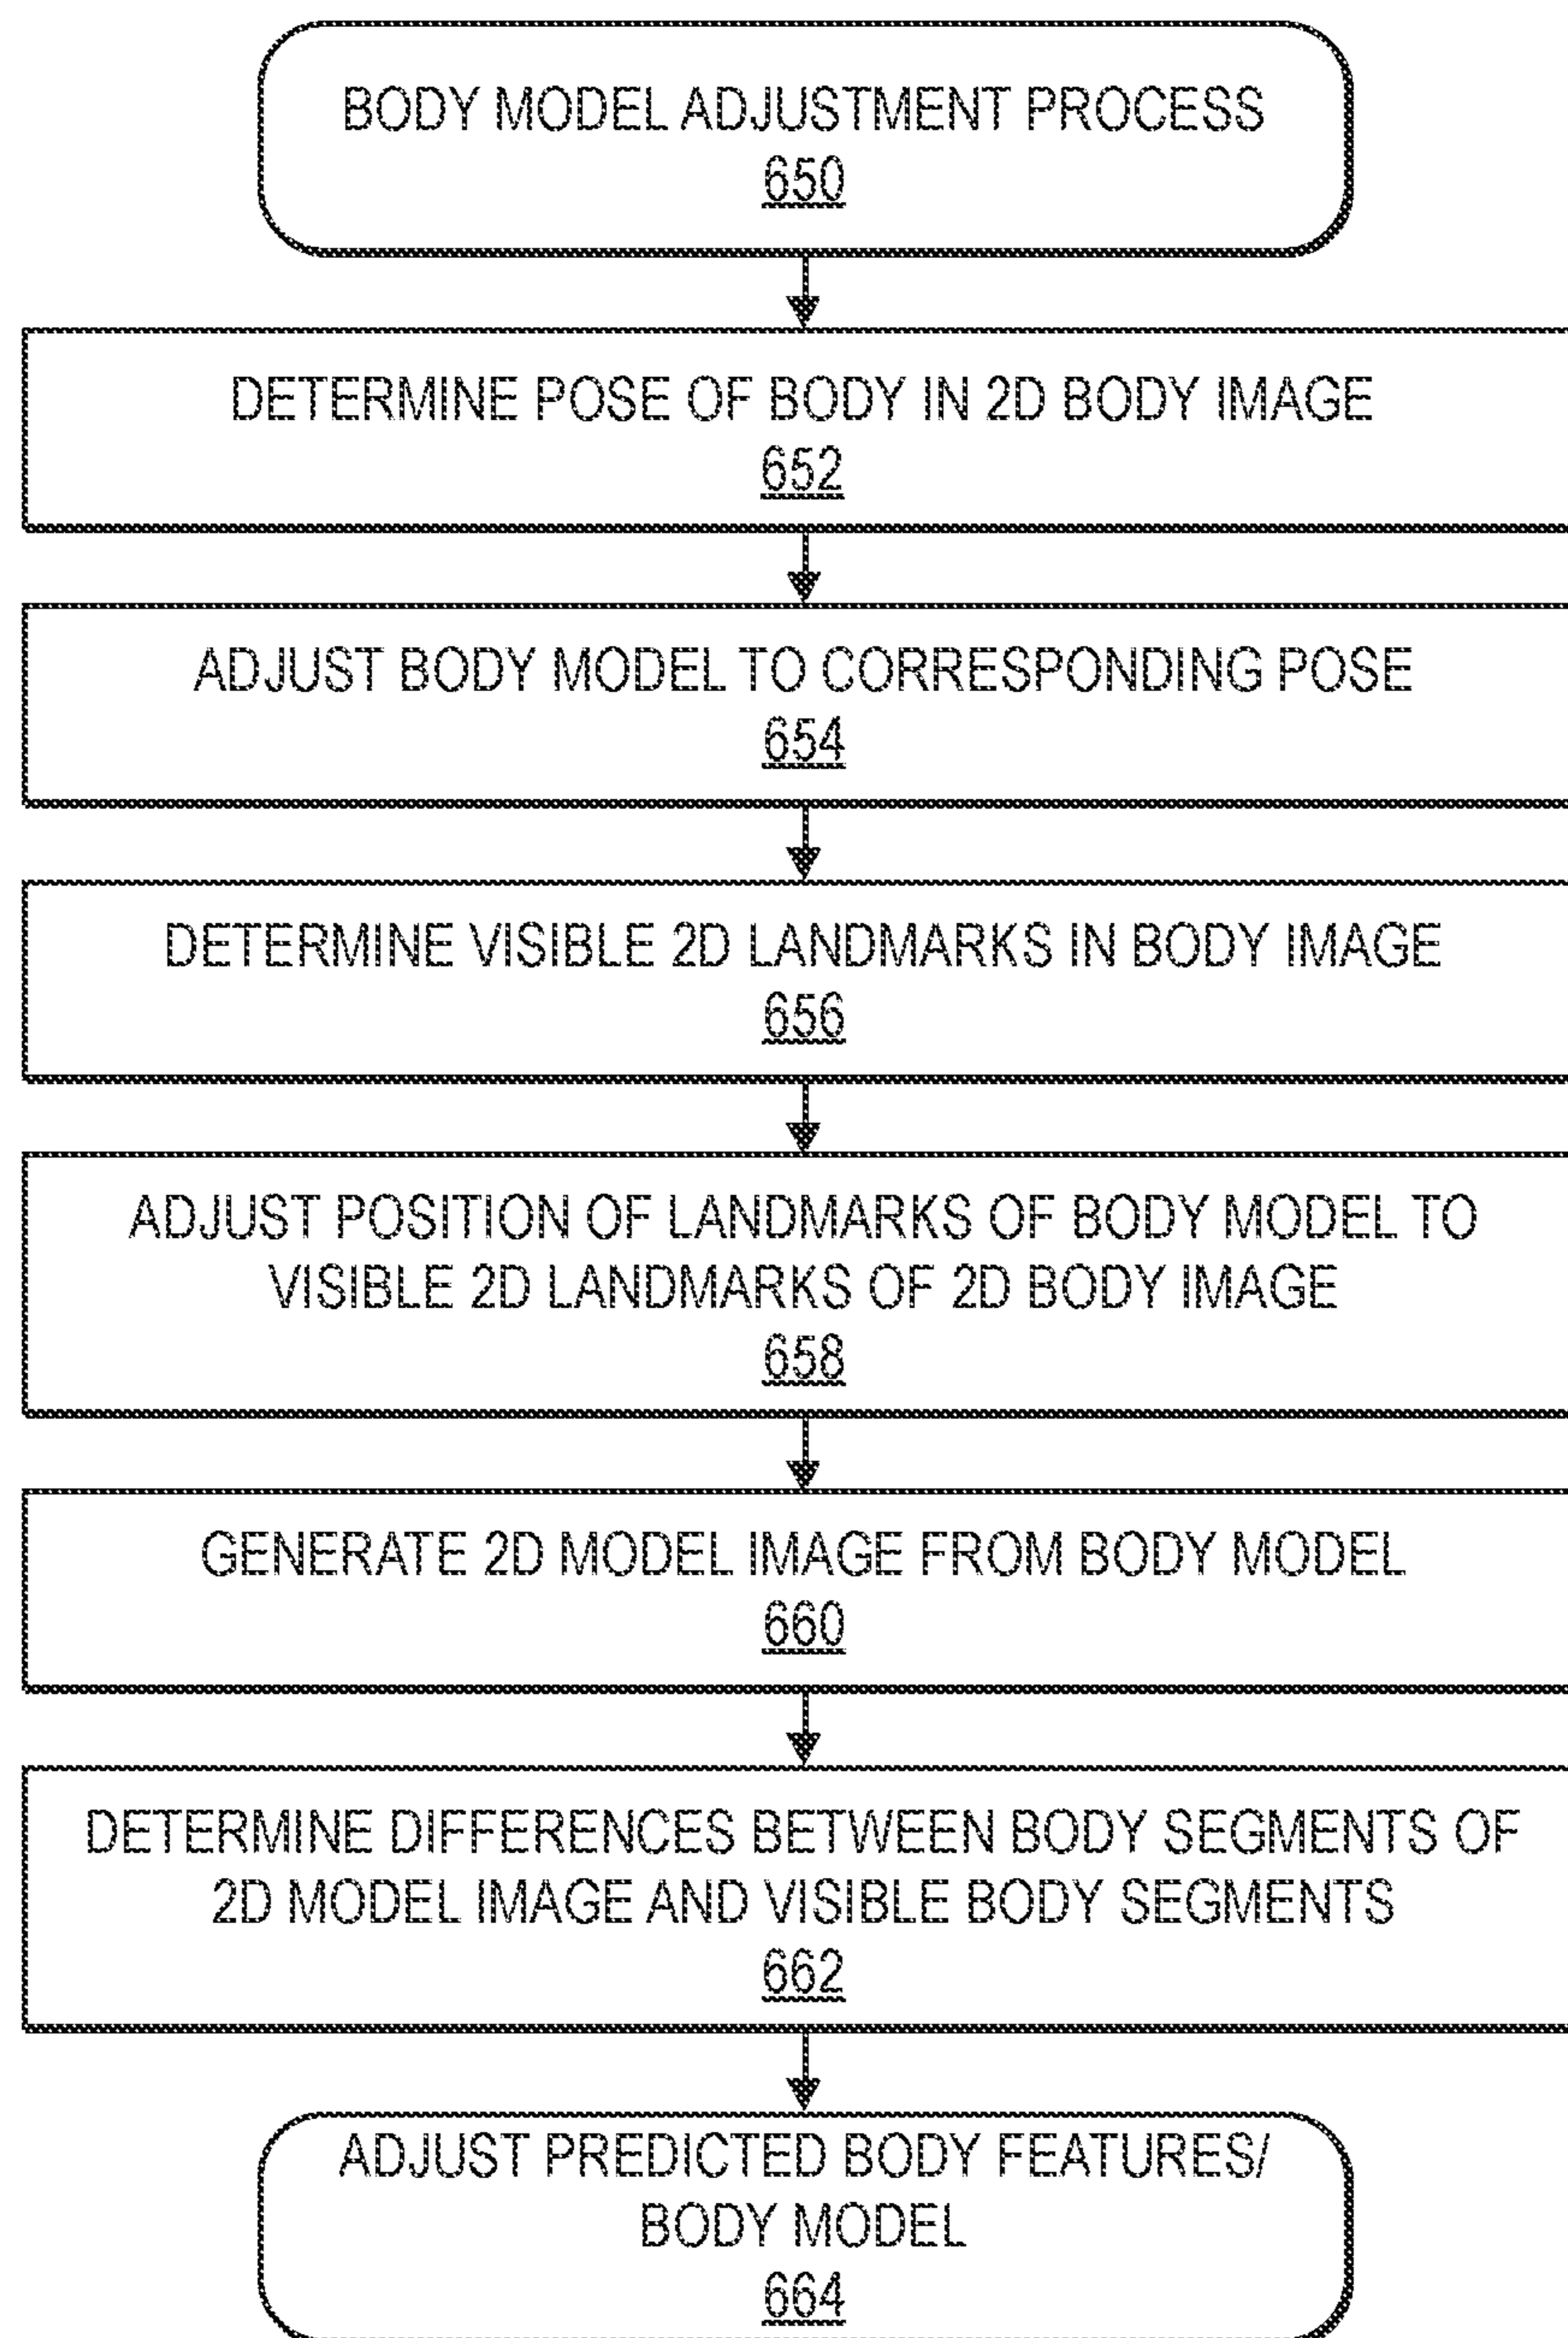 BODY MODEL ADJUSTMENT PROCESS
650
DETERMINE POSE OF BODY IN 2D BODY IMAGE
652
ADJUST BODY MODEL TO CORRESPONDING POSE
654
DETERMINE VISIBLE 2D LANDMARKS IN BODY IMAGE
656
ADJUST POSITION OF LANDMARKS OF BODY MODEL TO
VISIBLE 2D LANDMARKS OF 2D BODY IMAGE
658
GENERATE 2D MODEL IMAGE FROM BODY MODEL
660
DETERMINE DIFFERENCES BETWEEN BODY SEGMENTS OF
2D MODEL IMAGE AND VISIBLE BODY SEGMENTS
662
ADJUST PREDICTED BODY FEATURES/
BODY MODEL
664